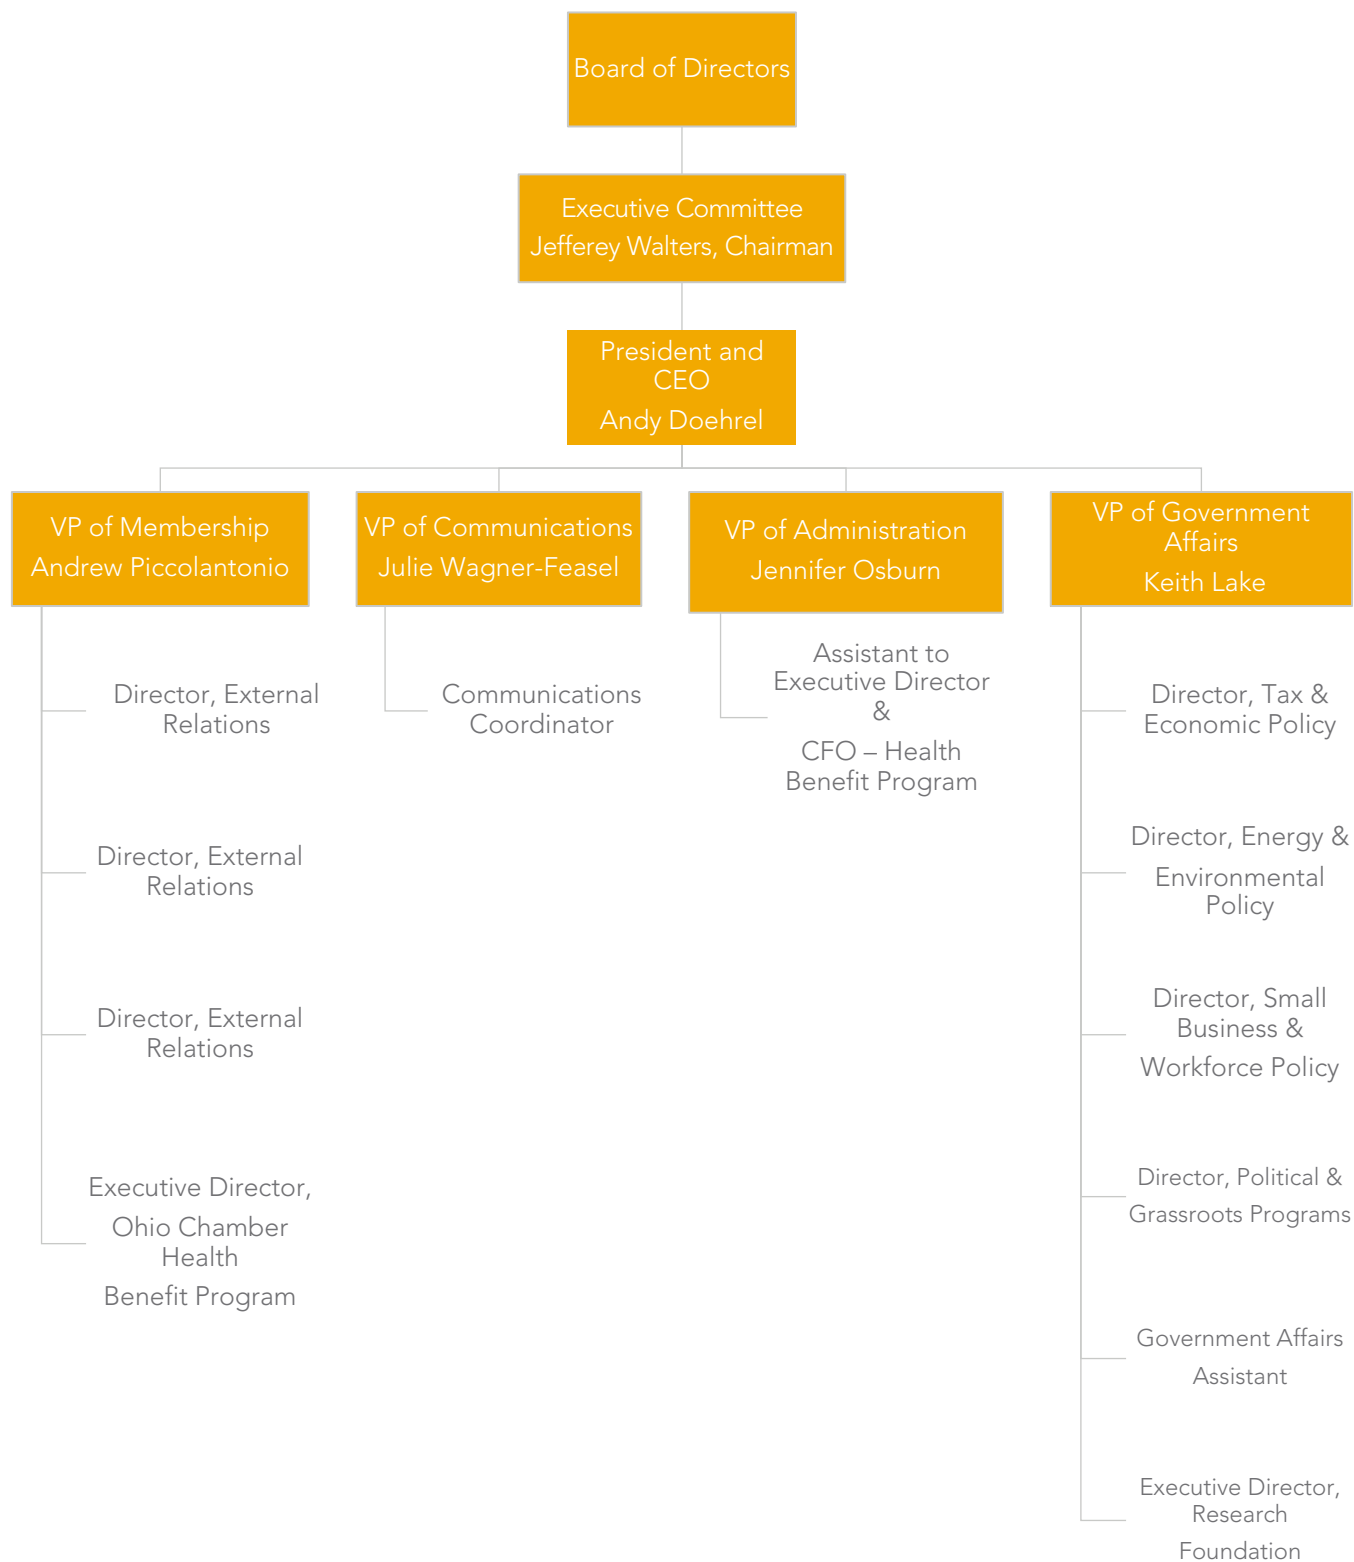 Board of Directors
Executive Committee
Jefferey Walters, Chairman
President and
CEO
Andy Doehrel
VP of Membership
Andrew Piccolantonio
VP of Communications
Julie Wagner-Feasel
VP of Administration
Jennifer Osburn
VP of Government
Affairs
Keith Lake
Director, External
Relations
Director, External
Relations
Director, External
Relations
Executive Director,
Ohio Chamber
Health
Benefit Program
Communications
Coordinator
Assistant to
Executive Director
&
CFO – Health
Benefit Program
Director, Tax &
Economic Policy
Director, Energy &
Environmental
Policy
Director, Small
Business &
Workforce Policy
Director, Political &
Grassroots Programs
Government Affairs
Assistant
Executive Director,
Research
Foundation